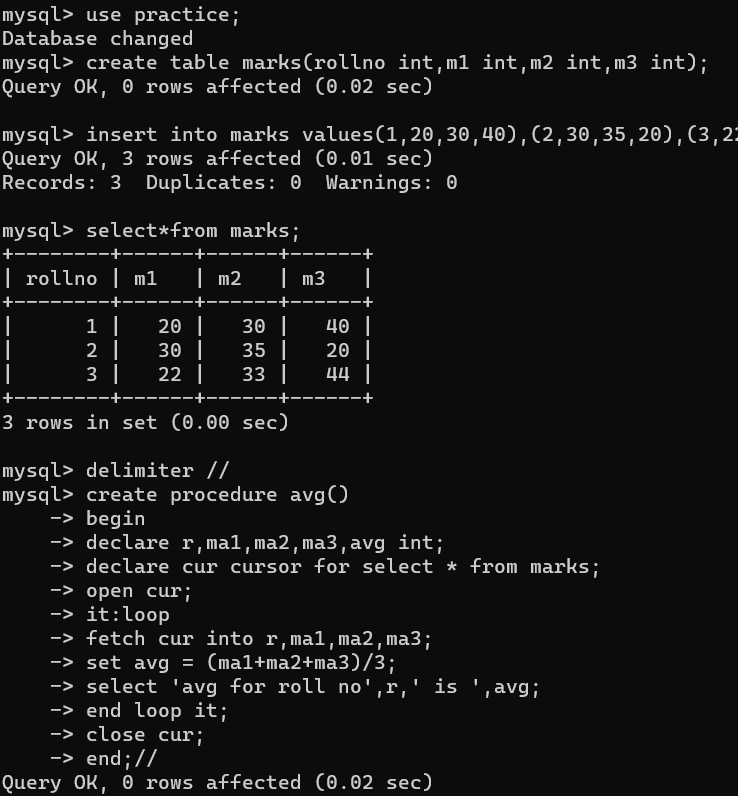 mysql> use practice;
Database changed
mysql> create table marks(rollno int,m1 int,m2 int,m3 int);
Query OK, 0 rows affected (0.02 sec)
mysql> insert into marks values(1,20,30,40),(2,30,35,20),(3,22
Query OK, 3 rows affected (0.01 sec)
Records: 3  Duplicates: 0  Warnings: 0
mysql> select*from marks;
+--------+------+------+------+
| rollno | m1   | m2   | m3   |
+--------+------+------+------+
|      1 |   20 |   30 |   40 |
|      2 |   30 |   35 |   20 |
|      3 |   22 |   33 |   44 |
+--------+------+------+------+
3 rows in set (0.00 sec)
mysql> delimiter //
mysql> create procedure avg()
    -> begin
    -> declare r,ma1,ma2,ma3,avg int;
    -> declare cur cursor for select * from marks;
    -> open cur;
    -> it:loop
    -> fetch cur into r,ma1,ma2,ma3;
    -> set avg = (ma1+ma2+ma3)/3;
    -> select 'avg for roll no',r,' is ',avg;
    -> end loop it;
    -> close cur;
    -> end;//
Query OK, 0 rows affected (0.02 sec)